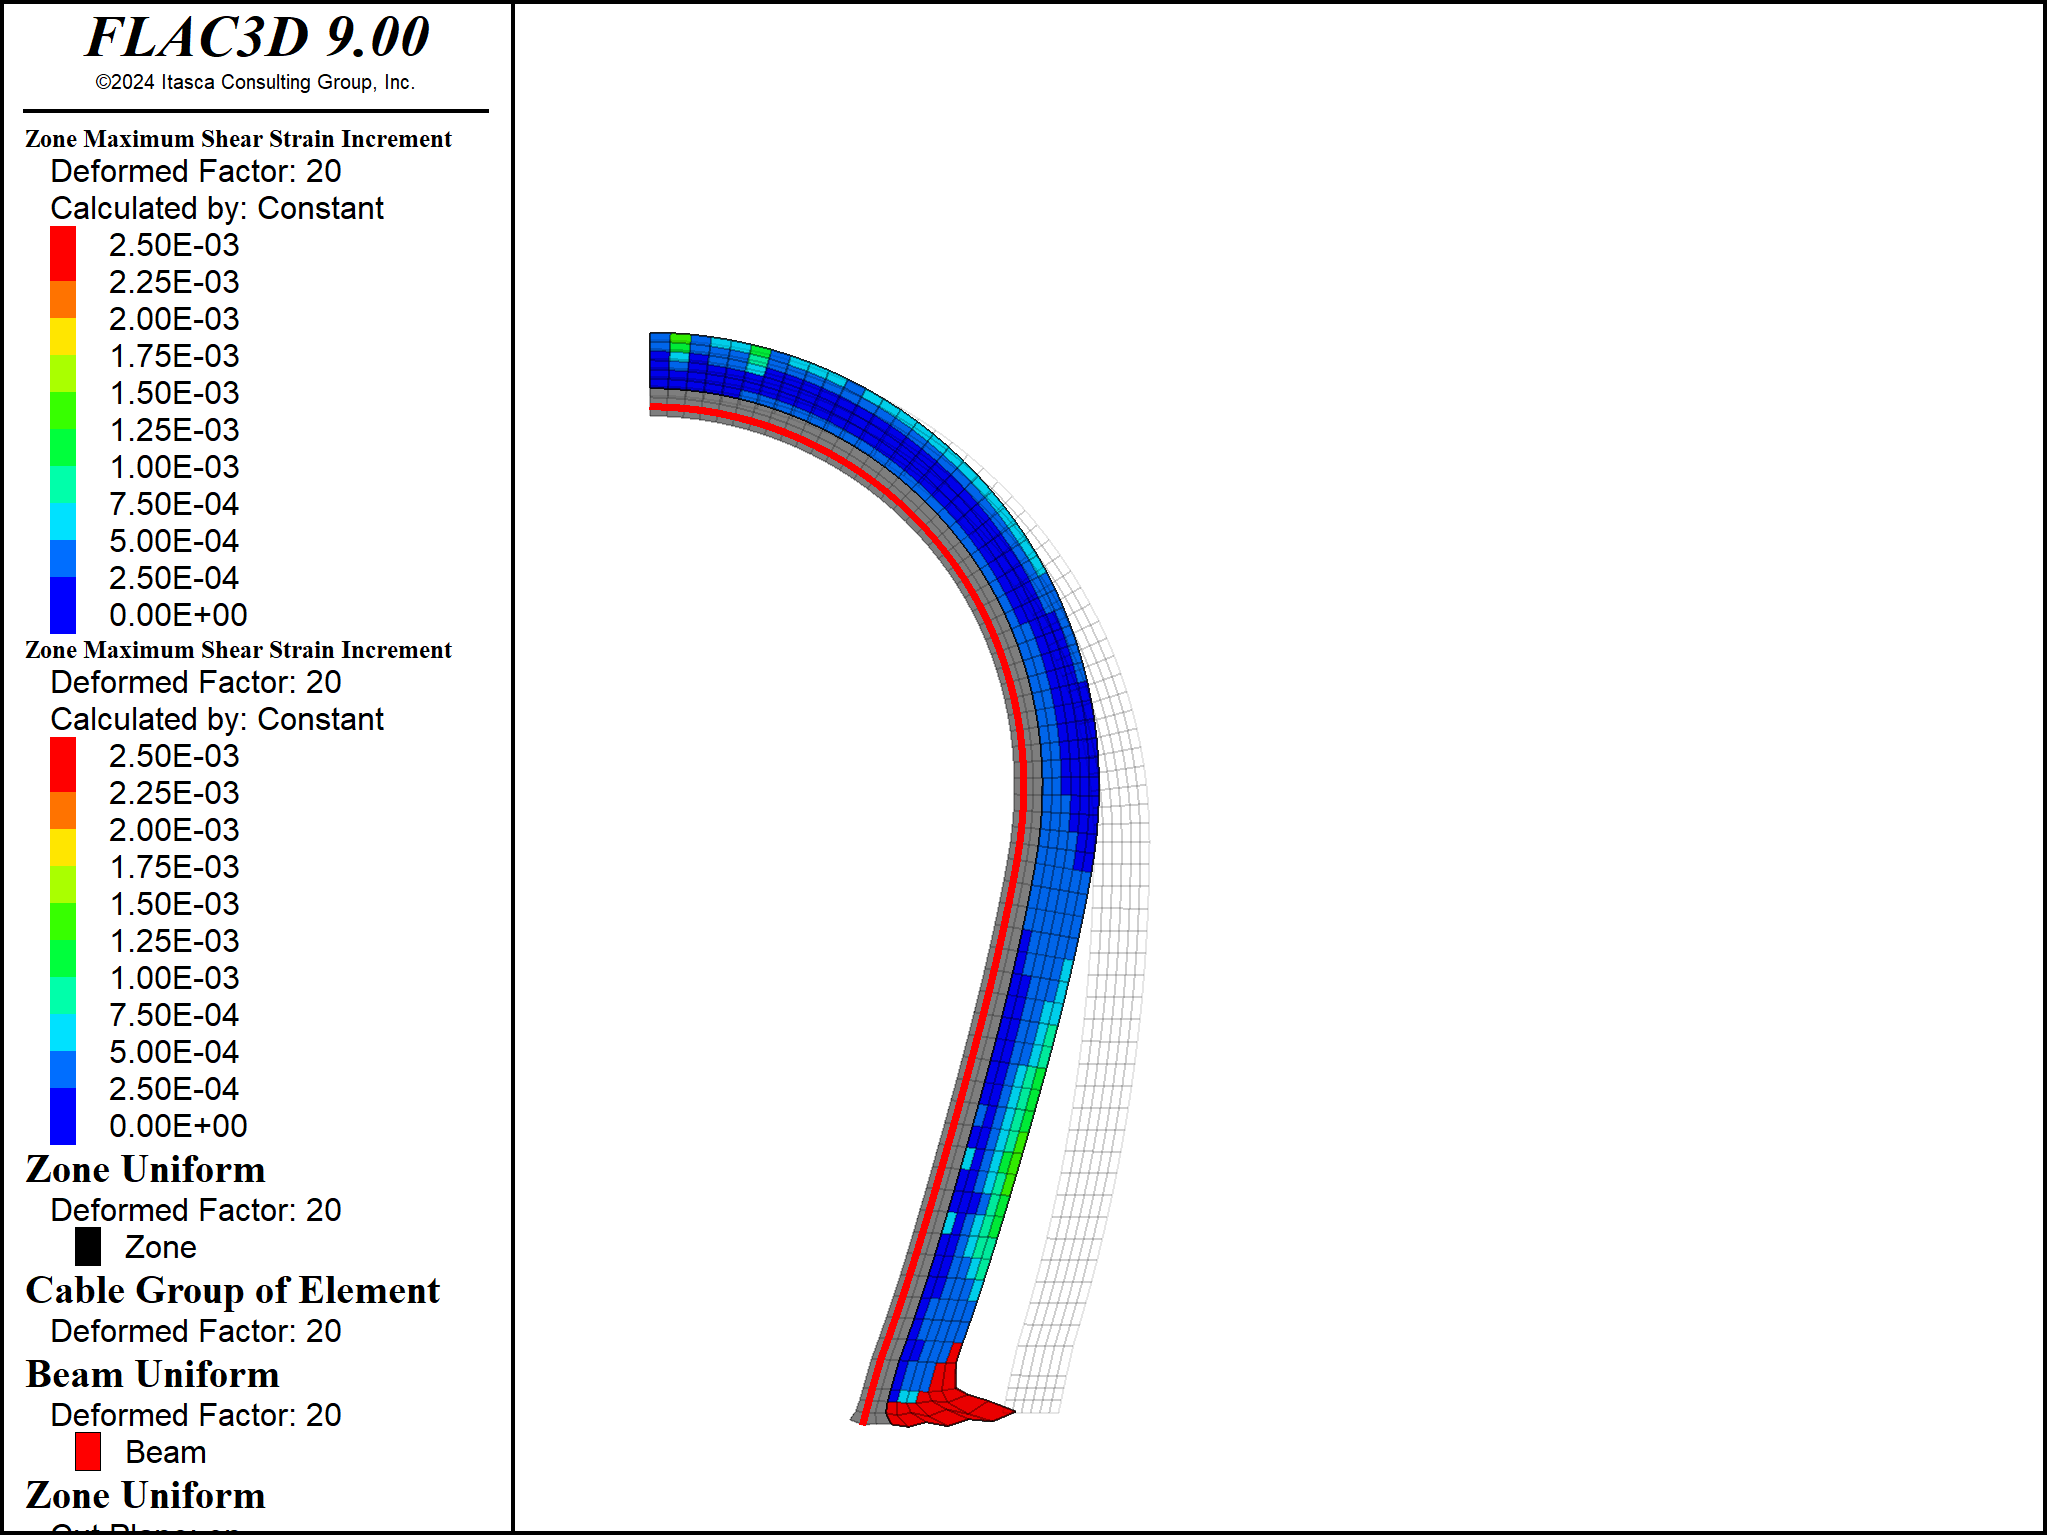 FLAC3D 9.00
©2024 Itasca Consulting Group, Inc.
Zone Maximum Shear Strain Increment
Deformed Factor: 20
Calculated by: Constant
2.50E-03
2.25E-03
2.00E-03
1.75E-03
1.50E-03
1.25E-03
1.00E-03
7.50E-04
5.00E-04
2.50E-04
0.00E+00
Zone Maximum Shear Strain Increment
Deformed Factor: 20
Calculated by: Constant
2.50E-03
2.25E-03
2.00E-03
1.75E-03
1.50E-03
1.25E-03
1.00E-03
7.50E-04
5.00E-04
2.50E-04
0.00E+00
Zone Uniform
Deformed Factor: 20
Zone
Cable Group of Element
Deformed Factor: 20
Beam Uniform
Deformed Factor: 20
Beam
Zone Uniform